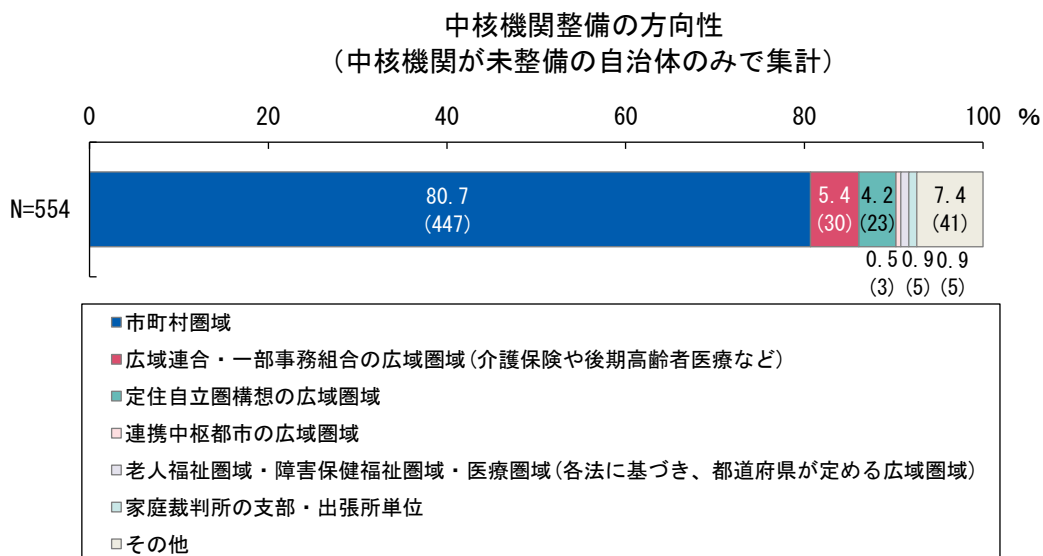 中核機関整備の方向性
（中核機関が未整備の自治体のみで集計）
0 20 40 60 80 100 %
N=554
80.7 5.4 4.2 7.4
(447) (30) (23) (41)
0.5 0.9 0.9
(3) (5) (5)
市町村圏域
広域連合・一部事務組合の広域圏域(介護保険や後期高齢者医療など)
定住自立圏構想の広域圏域
連携中枢都市の広域圏域
老人福祉圏域・障害保健福祉圏域・医療圏域(各法に基づき、都道府県が定める広域圏域)
家庭裁判所の支部・出張所単位
その他